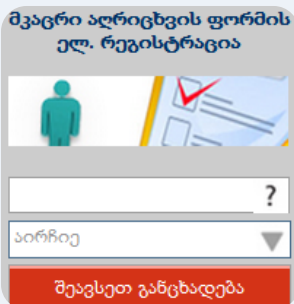 მკაცრი აღრიცხვის ფორმის
ელ. რეგისტრაცია
?
აირჩიე
შეავსეთ განცხადება